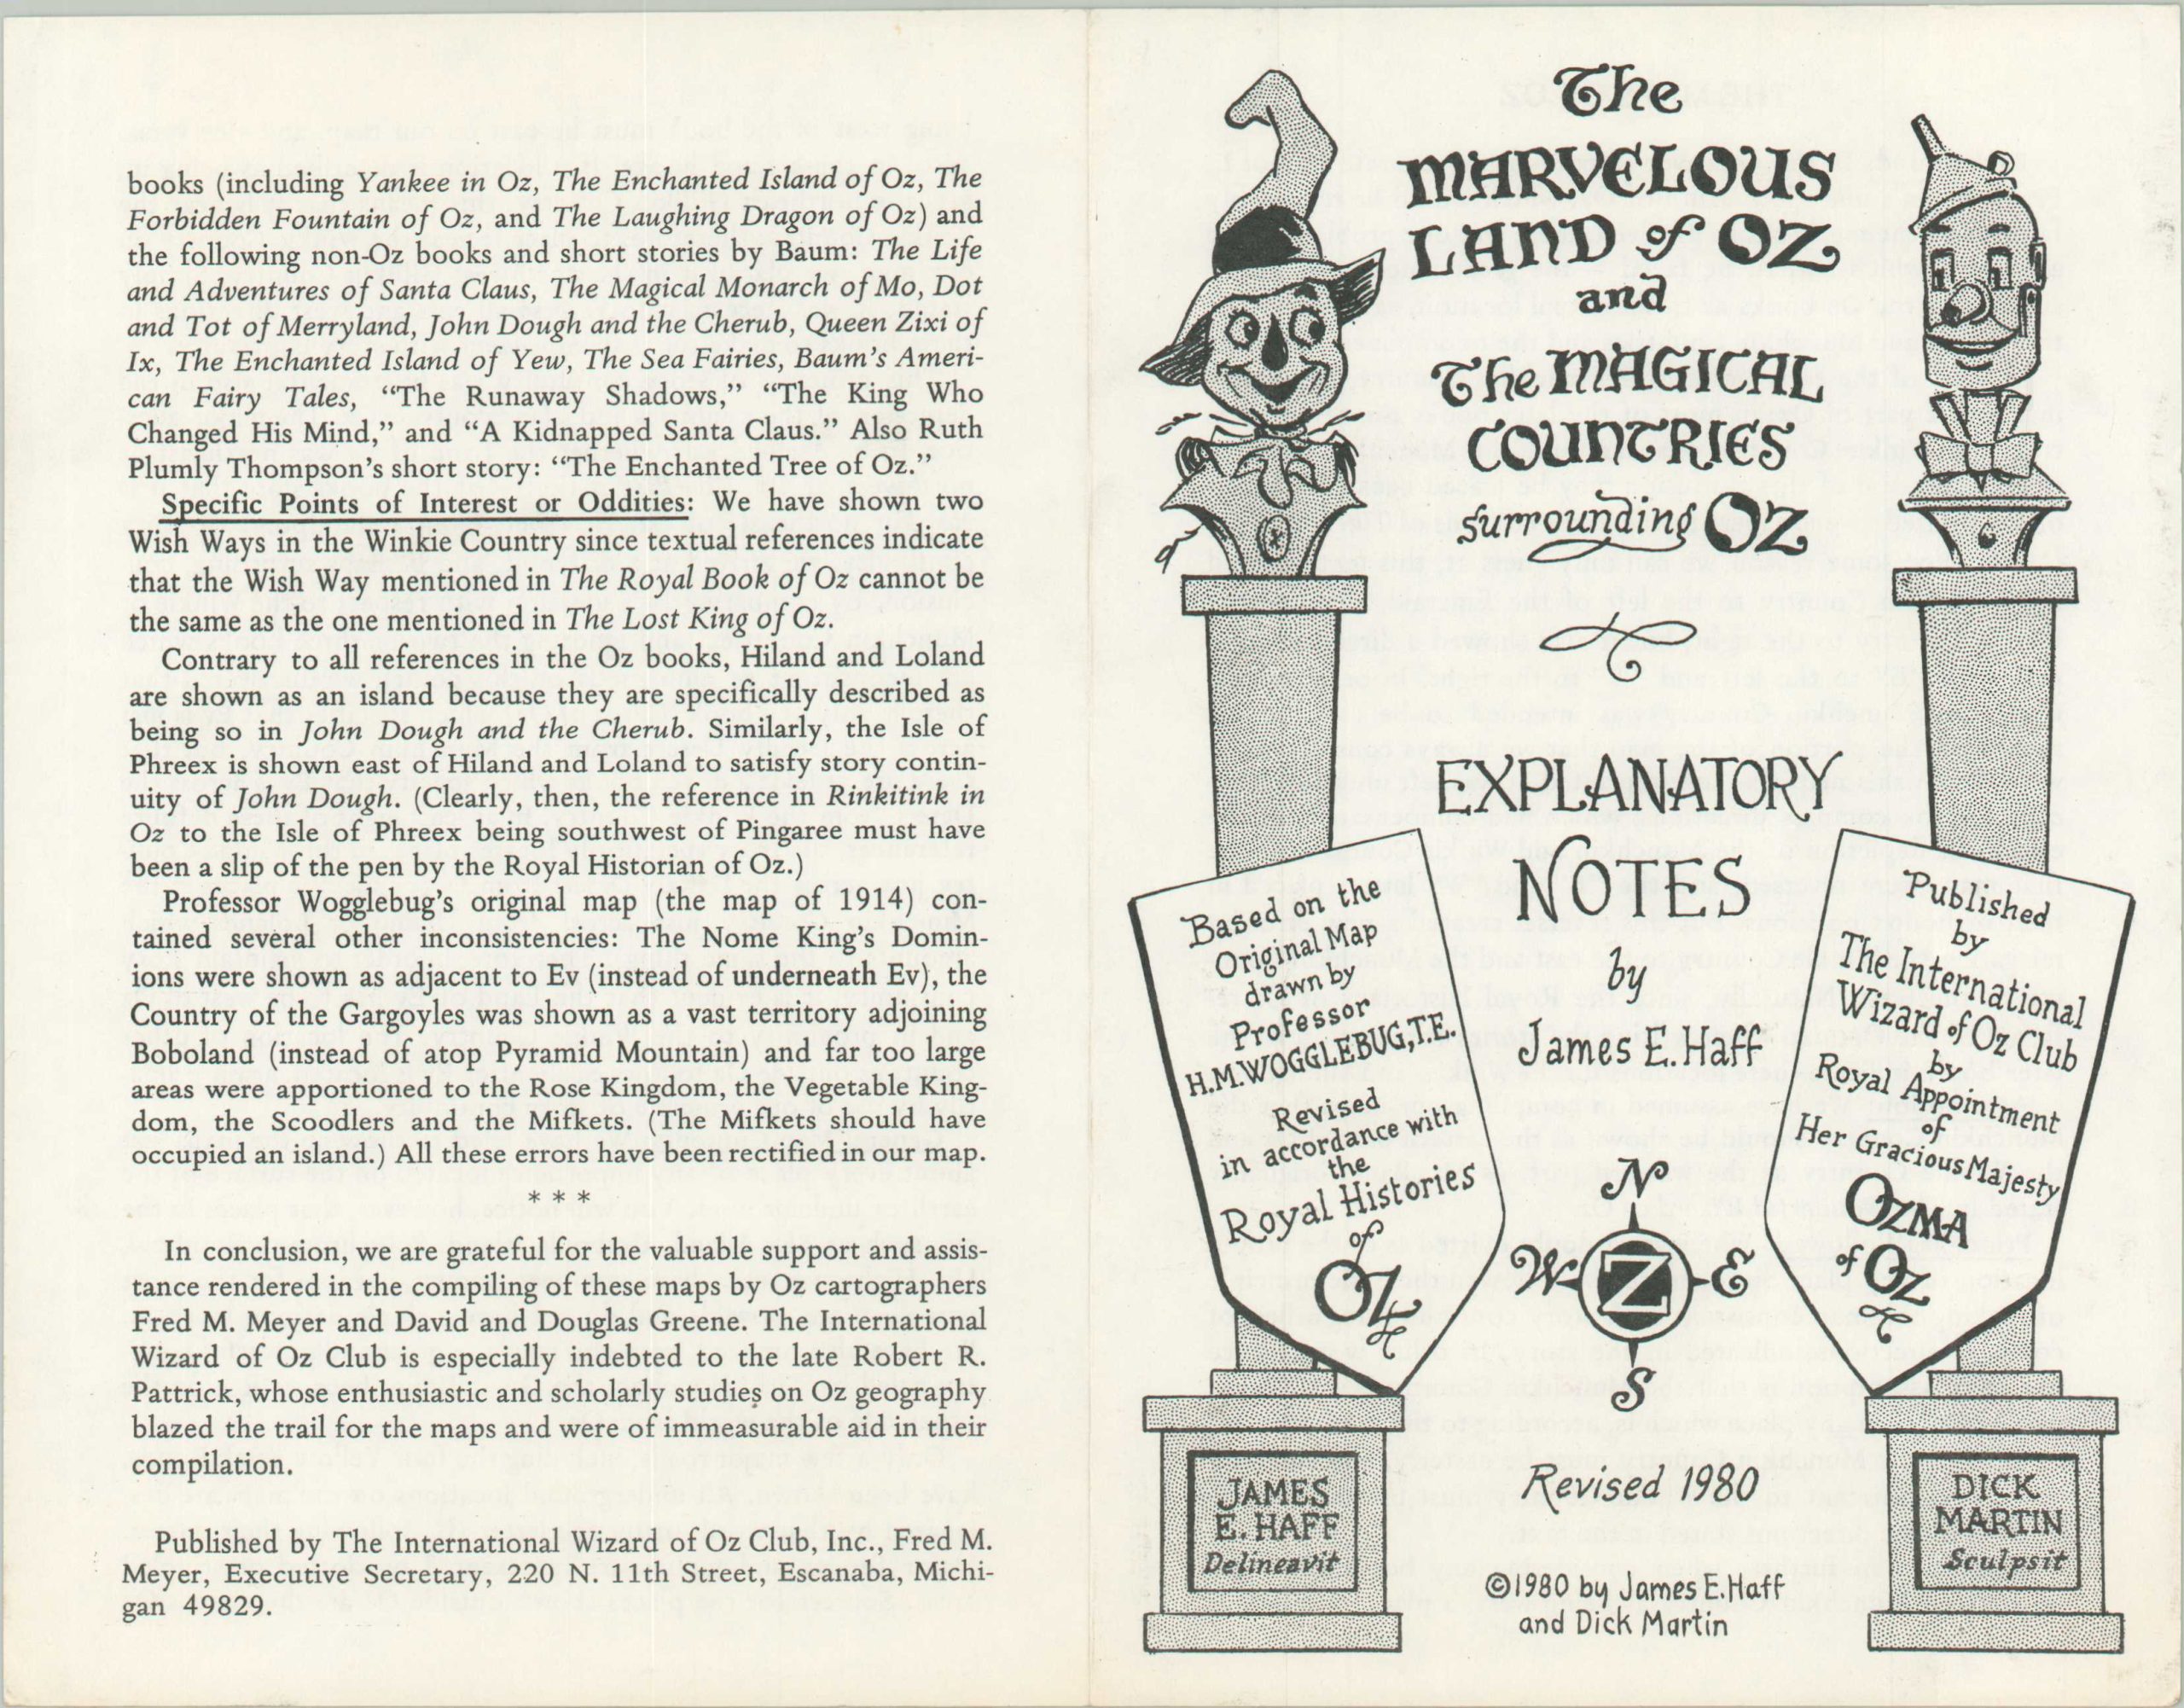 books (including Yankee in Oz, The Enchanted Island of Oz, The
Forbidden Fountain of Oz, and The Laughing Dragon of Oz) and
the following non-Oz books and short stories by Baum: The Life
and Adventures of Santa Claus, The Magical Monarch of Mo, Dot
and Tot of Merryland, John Dough and the Cherub, Queen Zixi of
Ix, The Enchanted Island of Yew, The Sea Fairies, Baum's Ameri-
can Fairy Tales, “The Runaway Shadows,” “The King Who
Changed His Mind,” and “A Kidnapped Santa Claus.” Also Ruth
Plumly Thompson's short story: “The Enchanted Tree of Oz.”
Specific Points of Interest or Oddities: We have shown two
Wish Ways in the Winkie Country since textual references indicate
that the Wish Way mentioned in The Royal Book of Oz cannot be
the same as the one mentioned in The Lost King of Oz.
Contrary to all references in the Oz books, Hiland and Loland
are shown as an island because they are specifically described as
being so in John Dough and the Cherub. Similarly, the Isle of
Phreex is shown east of Hiland and Loland to satisfy story contin-
uity of John Dough. (Clearly, then, the reference in Rinkitink in
Oz to the Isle of Phreex being southwest of Pingaree must have
been a slip of the pen by the Royal Historian of Oz.)
Professor Wogglebug's original map (the map of 1914) con-
tained several other inconsistencies: The Nome King's Domin-
ions were shown as adjacent to Ev (instead of underneath Ev), the
Country of the Gargoyles was shown as a vast territory adjoining
Boboland (instead of atop Pyramid Mountain) and far too large
areas were apportioned to the Rose Kingdom, the Vegetable King-
dom, the Scoodlers and the Mifkets. (The Mifkets should have
occupied an island.) All these errors have been rectified in our map.
* * *
In conclusion, we are grateful for the valuable support and assis-
tance rendered in the compiling of these maps by Oz cartographers
Fred M. Meyer and David and Douglas Greene. The International
Wizard of Oz Club is especially indebted to the late Robert R.
Pattrick, whose enthusiastic and scholarly studies on Oz geography
blazed the trail for the maps and were of immeasurable aid in their
compilation.
Published by The International Wizard of Oz Club, Inc., Fred M.
Meyer, Executive Secretary, 220 N. 11th Street, Escanaba, Michi-
gan 49829.
The
MARVELOUS
LAND of OZ
and
The MAGICAL
COUNTRIES
surrounding OZ
EXPLANATORY
NOTES
by
James E. Haff
Based on the
Original Map
drawn by
Professor
H.M. WOGGLEBUG, T.E.
Revised
in accordance with
the
Royal Histories
of
OZ
Published
by
The International
Wizard of Oz Club
by
Royal Appointment
of
Her Gracious Majesty
OZMA
of OZ
N
W Z E
S
Revised 1980
©1980 by James E. Haff
and Dick Martin
JAMES
E. HAFF
Delineavit
DICK
MARTIN
Sculpsit